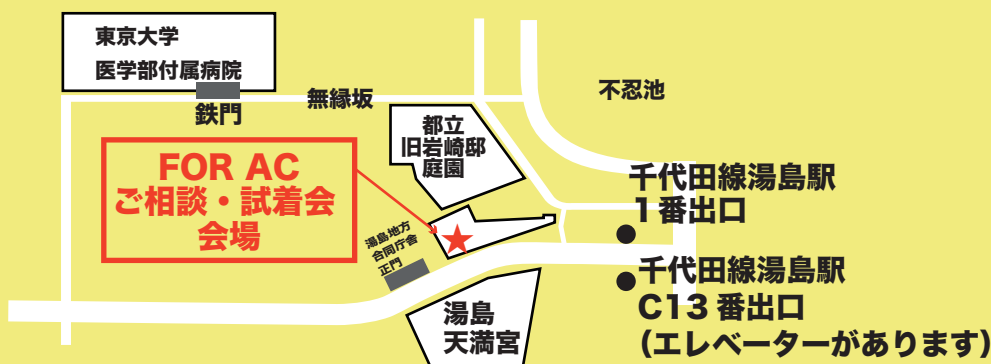 東京大学
医学部付属病院
鉄門
無縁坂
不忍池
都立
旧岩崎邸
庭園
FOR AC
ご相談・試着会
会場
湯島地方
合同庁舎
正門
千代田線湯島駅
1番出口
千代田線湯島駅
C13番出口
(エレベーターがあります)
湯島
天満宮